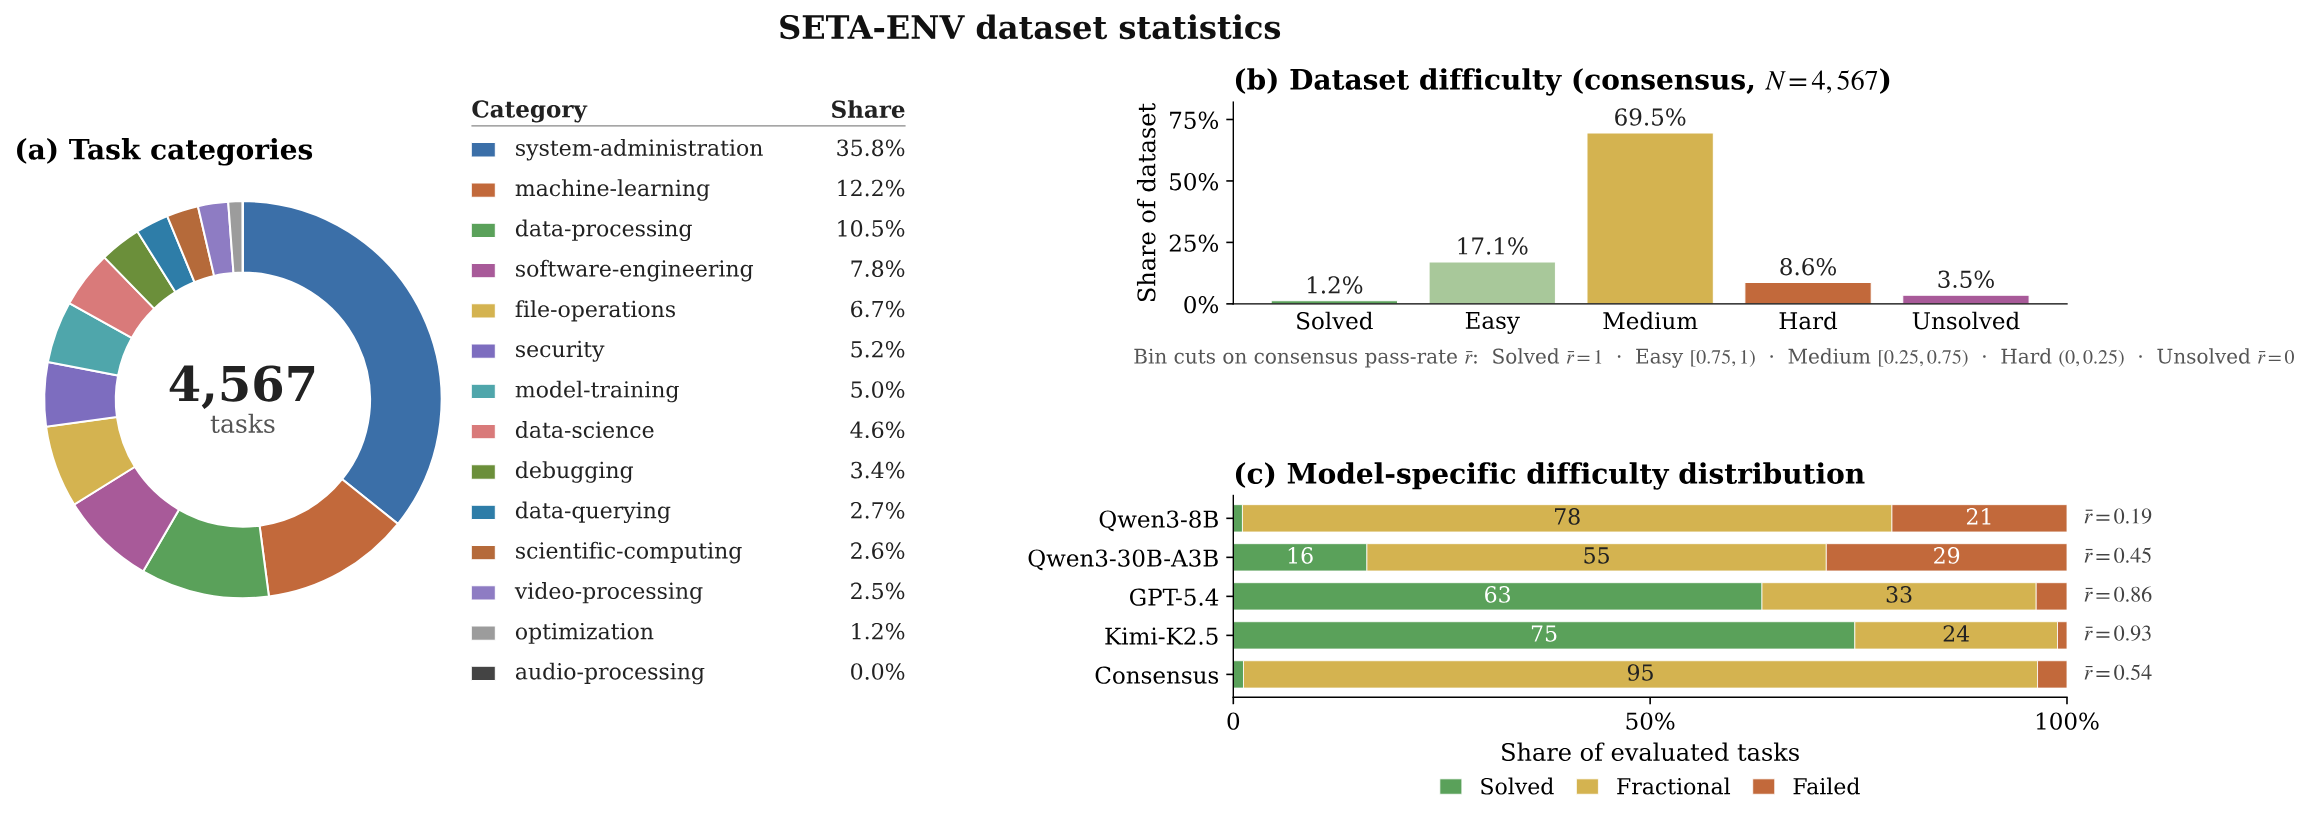 SETA-ENV dataset statistics
(a) Task categories
4,567
tasks
Category Share
system-administration 35.8%
machine-learning 12.2%
data-processing 10.5%
software-engineering 7.8%
file-operations 6.7%
security 5.2%
model-training 5.0%
data-science 4.6%
debugging 3.4%
data-querying 2.7%
scientific-computing 2.6%
video-processing 2.5%
optimization 1.2%
audio-processing 0.0%
(b) Dataset difficulty (consensus, N=4,567)
Share of dataset
75%
50%
25%
0%
1.2%
17.1%
69.5%
8.6%
3.5%
Solved Easy Medium Hard Unsolved
Bin cuts on consensus pass-rate r̄: Solved r̄=1 · Easy [0.75,1) · Medium [0.25,0.75) · Hard (0,0.25) · Unsolved r̄=0
(c) Model-specific difficulty distribution
Qwen3-8B 78 21 r̄=0.19
Qwen3-30B-A3B 16 55 29 r̄=0.45
GPT-5.4 63 33 r̄=0.86
Kimi-K2.5 75 24 r̄=0.93
Consensus 95 r̄=0.54
0 50% 100%
Share of evaluated tasks
Solved Fractional Failed